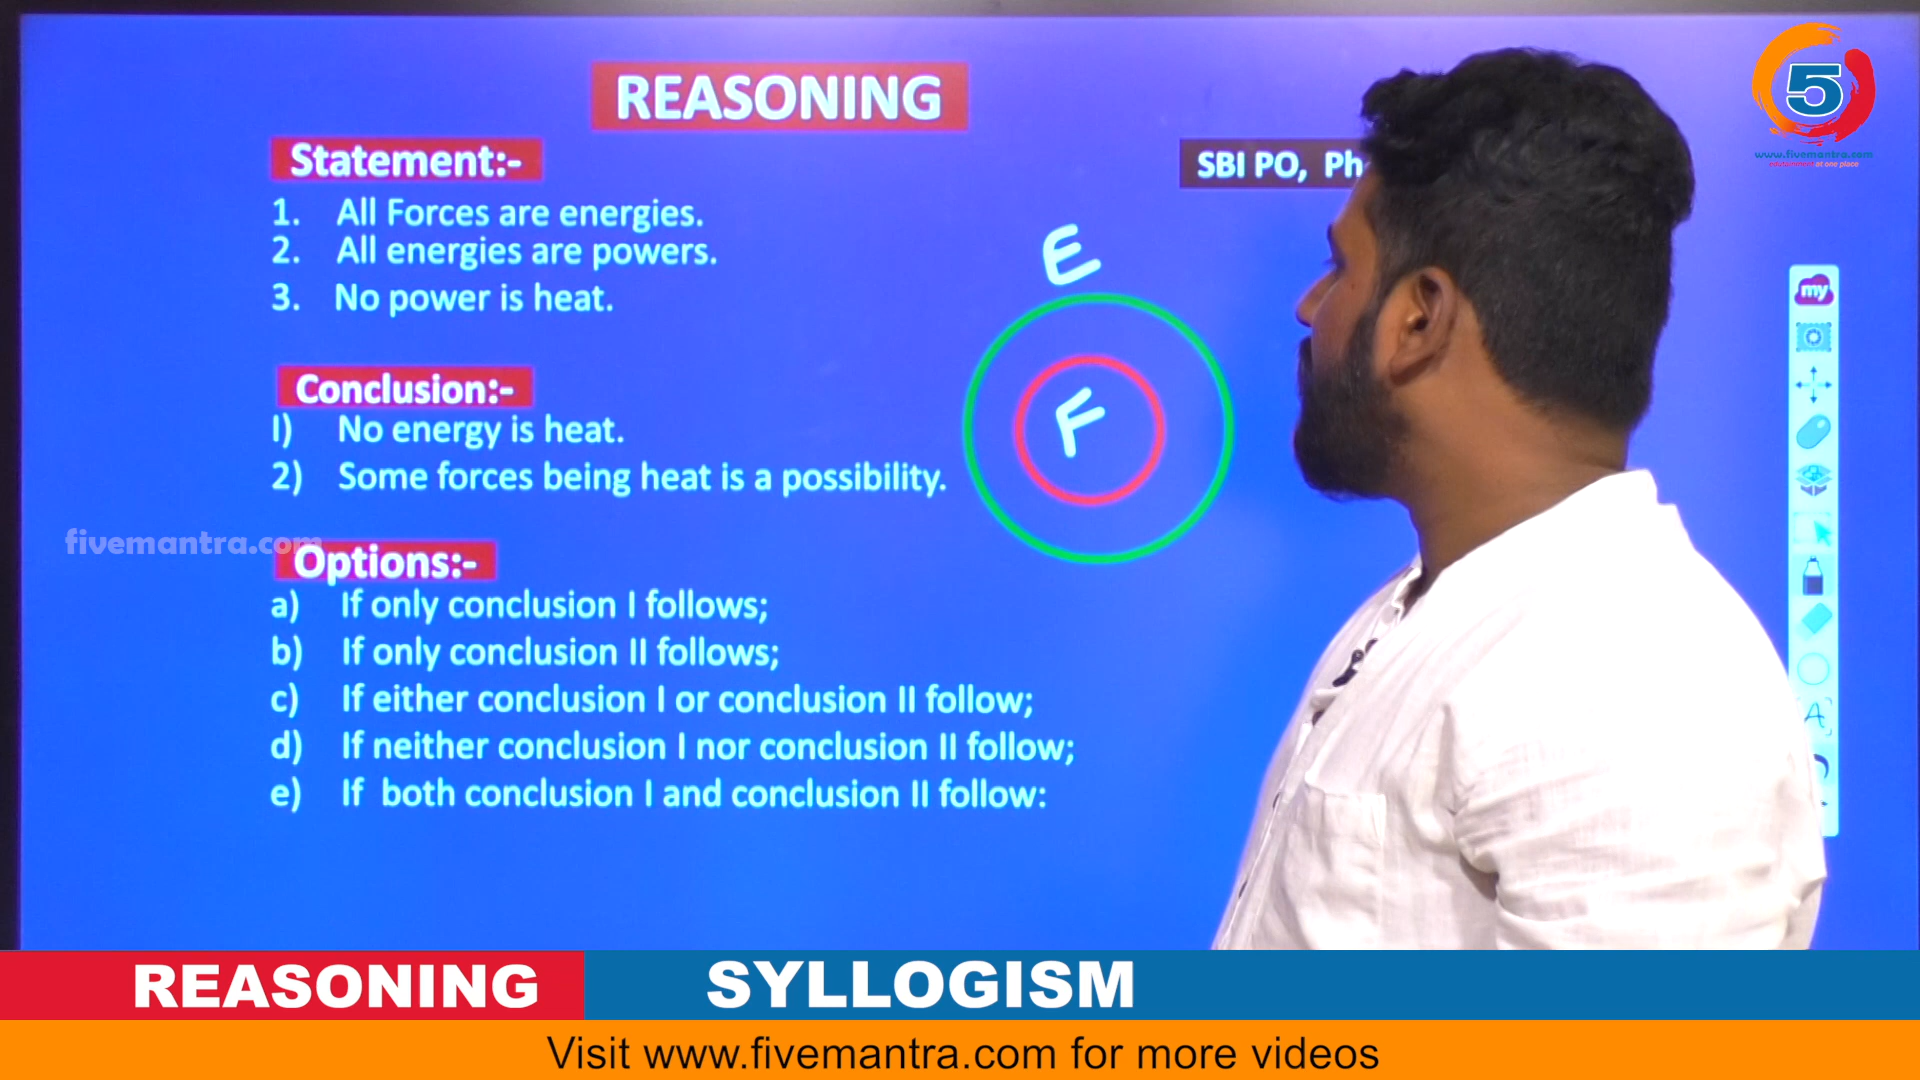 REASONING
Statement:-
SBI PO, Ph
1. All Forces are energies.
2. All energies are powers.
3. No power is heat.
E
F
Conclusion:-
I) No energy is heat.
2) Some forces being heat is a possibility.
Options:-
a) If only conclusion I follows;
b) If only conclusion II follows;
c) If either conclusion I or conclusion II follow;
d) If neither conclusion I nor conclusion II follow;
e) If both conclusion I and conclusion II follow:
fivemantra.com
5
www.fivemantra.com
my
A
REASONING
SYLLOGISM
Visit www.fivemantra.com for more videos